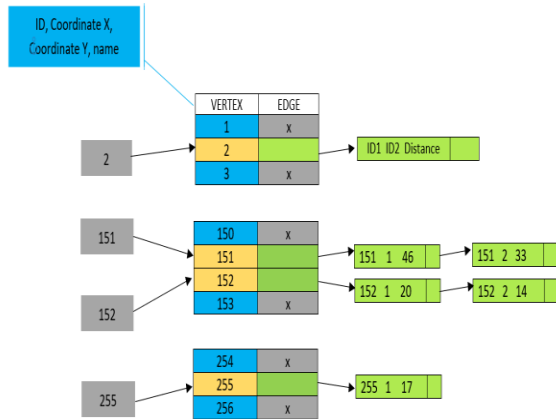 ID, Coordinate X,
Coordinate Y, name
VERTEX EDGE
1 x
2
2
ID1 ID2 Distance
3 x
151
150 x
151
151 1 46
151 2 33
152
152
152 1 20
152 2 14
153 x
254 x
255
255
255 1 17
256 x